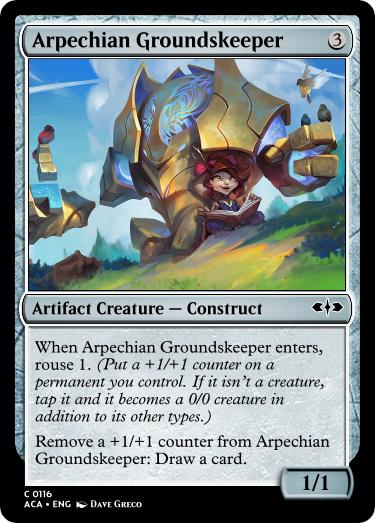 Arpechian Groundskeeper 3
Artifact Creature — Construct
When Arpechian Groundskeeper enters,
rouse 1. (Put a +1/+1 counter on a
permanent you control. If it isn't a creature,
tap it and it becomes a 0/0 creature in
addition to its other types.)
Remove a +1/+1 counter from Arpechian
Groundskeeper: Draw a card.
1/1
C 0116
ACA • ENG Dave Greco